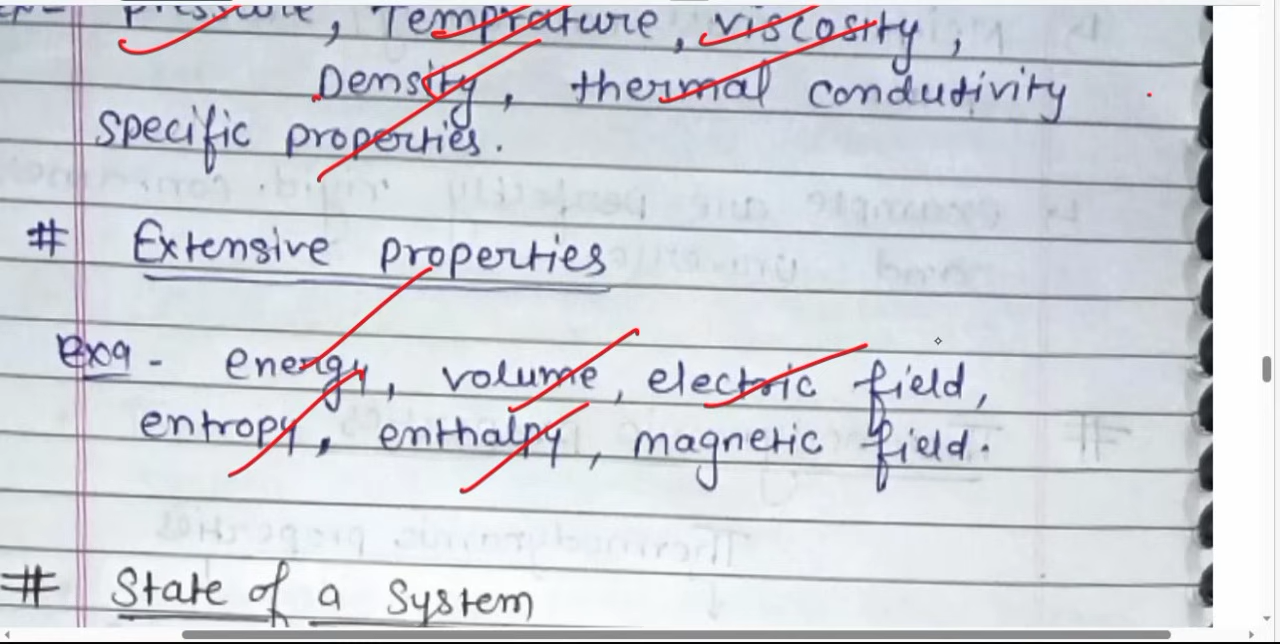 pressure, Temprature, viscosity,
Density, thermal condutivity
specific properties.
# Extensive properties
Exa - energy, volume, electric field,
entropy, enthalpy, magnetic field.
# State of a System